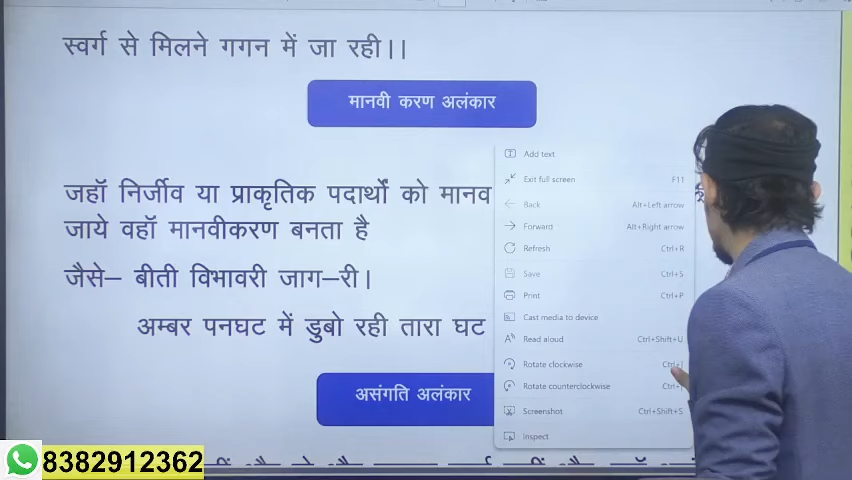 स्वर्ग से मिलने गगन में जा रही।।
मानवी करण अलंकार
जहॉ निर्जीव या प्राकृतिक पदार्थों को मानव
जाये वहॉ मानवीकरण बनता है
जैसे– बीती विभावरी जाग–री।
अम्बर पनघट में डुबो रही तारा घट
असंगति अलंकार
Add text
Exit full screen F11
Back Alt+Left arrow
Forward Alt+Right arrow
Refresh Ctrl+R
Save Ctrl+S
Print Ctrl+P
Cast media to device
Read aloud Ctrl+Shift+U
Rotate clockwise
Rotate counterclockwise
Screenshot Ctrl+Shift+S
Inspect
8382912362